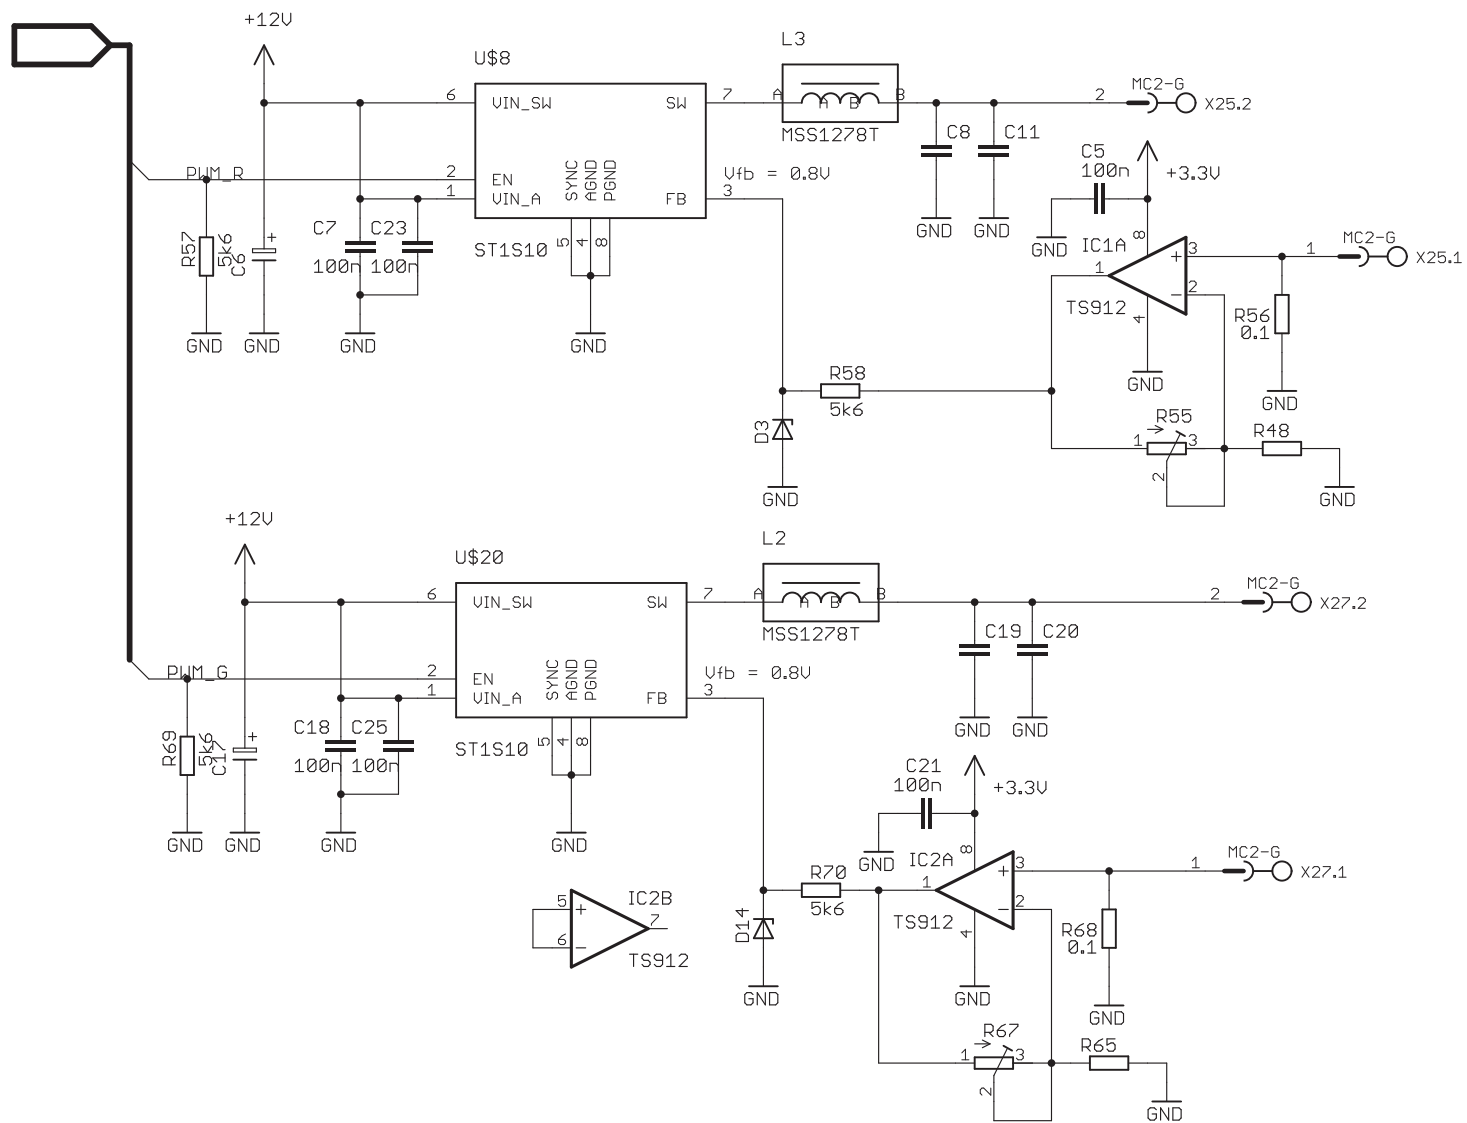 +12V
U$8
L3
6 VIN_SW SW 7 A A B B 2 MC2-G X25.2
MSS1278T
C8 C11
PWM_R 2 EN
1 VIN_A
SYNC AGND PGND
FB 3
Vfb = 0.8V
C5
100n
+3.3V
R57 5k6 C6 +
C7 C23
100n 100n
ST1S10 5 4 8
GND GND GND
IC1A 8
1 + 3 1 MC2-G X25.1
- 2
TS912 4
R56
0.1
GND GND GND GND
GND
R58
5k6
GND
D3
R55
1 3
2
R48
GND
GND
+12V
U$20
L2
6 VIN_SW SW 7 A A B B 2 MC2-G X27.2
MSS1278T
C19 C20
PWM_G 2 EN
1 VIN_A
SYNC AGND PGND
FB 3
Vfb = 0.8V
R69 5k6 C17 +
C18 C25
100n 100n
ST1S10 5 4 8
GND GND
C21
100n
+3.3V
GND GND GND GND
GND
IC2A 8
1 + 3 1 MC2-G X27.1
- 2
TS912 4
R70
5k6
IC2B
5 +
6 -
7
TS912
D14
R68
0.1
GND GND
GND
R67
1 3
2
R65
GND